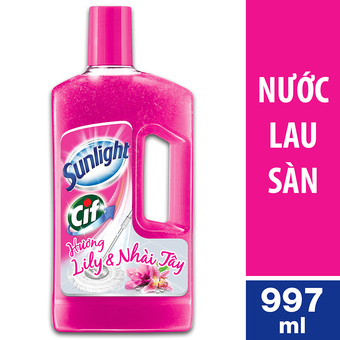 Sunlight
Cif
Hương
Lily & Nhài Tây
NƯỚC
LAU
SÀN
997
ml